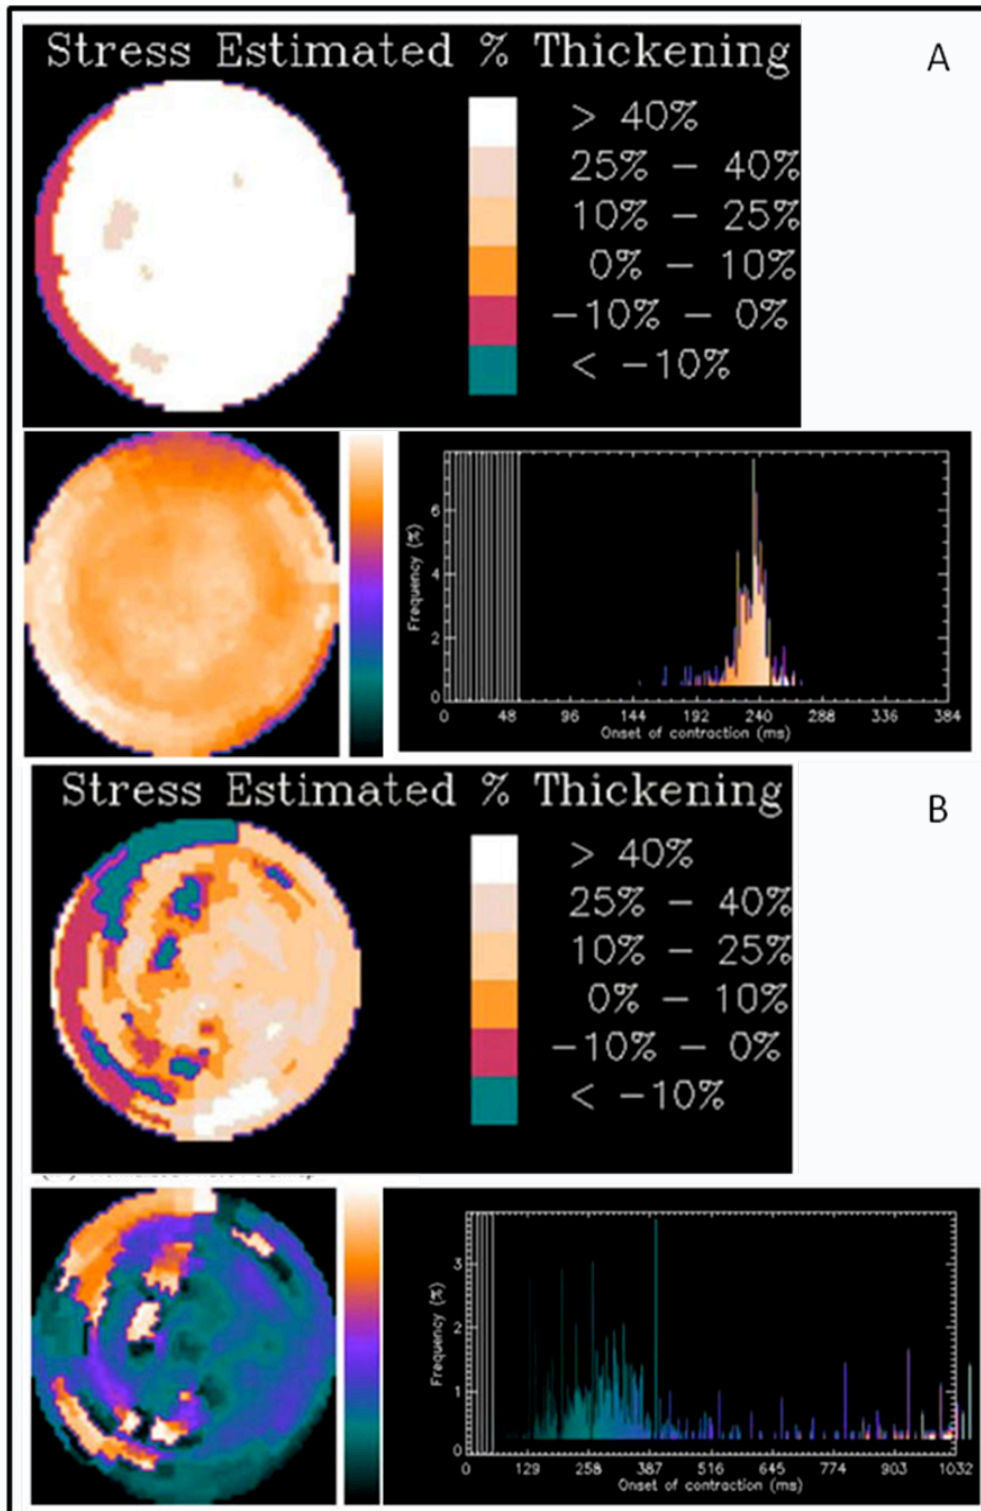 Stress Estimated % Thickening
A
> 40%
25% - 40%
10% - 25%
0% - 10%
-10% - 0%
< -10%
Frequency (%)
6
4
2
0
0 48 96 144 192 240 288 336 384
Onset of contraction (ms)
Stress Estimated % Thickening
B
> 40%
25% - 40%
10% - 25%
0% - 10%
-10% - 0%
< -10%
Frequency (%)
3
2
1
0
0 129 258 387 516 645 774 903 1032
Onset of contraction (ms)